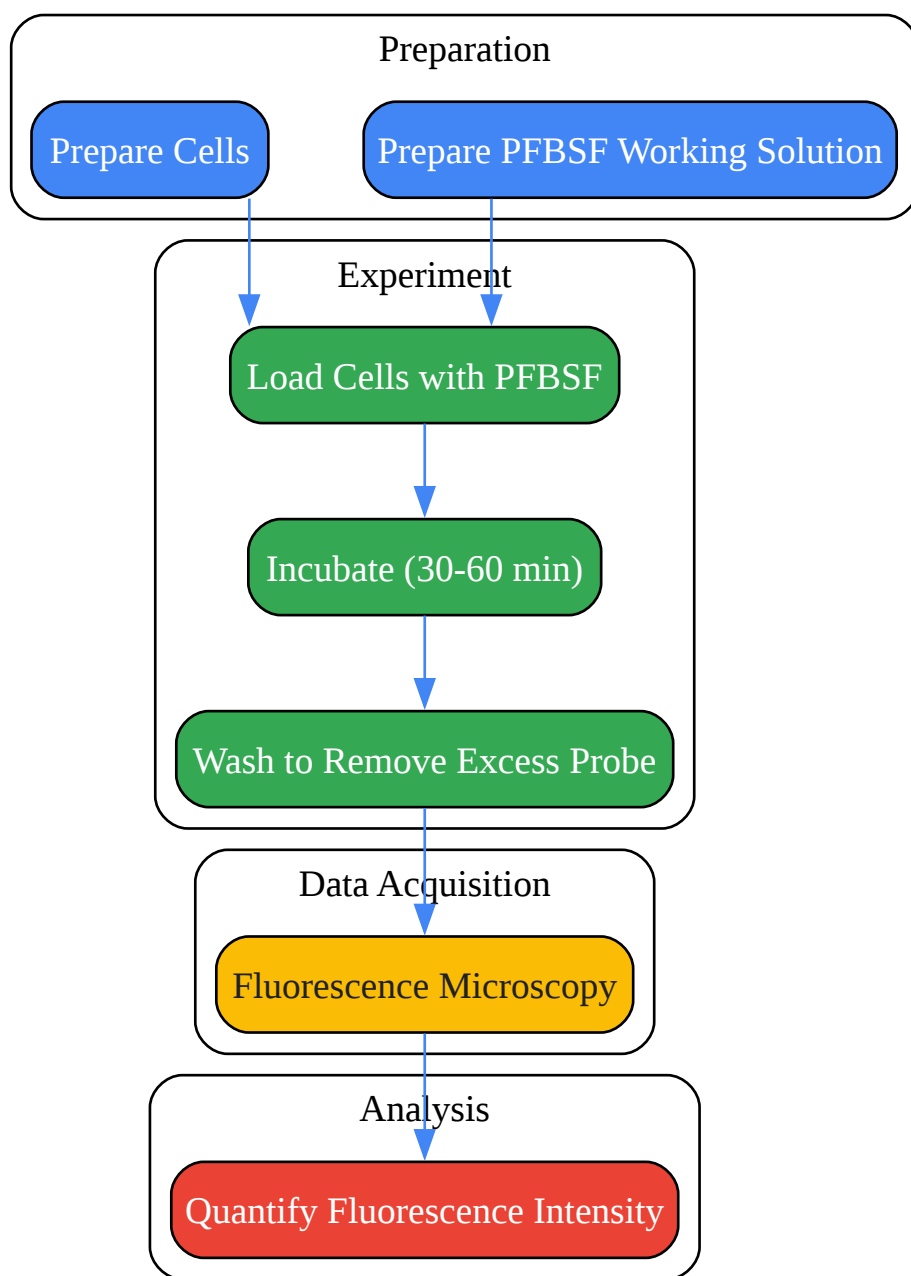 Preparation
Prepare Cells
Prepare PFBSF Working Solution
Experiment
Load Cells with PFBSF
Incubate (30-60 min)
Wash to Remove Excess Probe
Data Acquisition
Fluorescence Microscopy
Analysis
Quantify Fluorescence Intensity